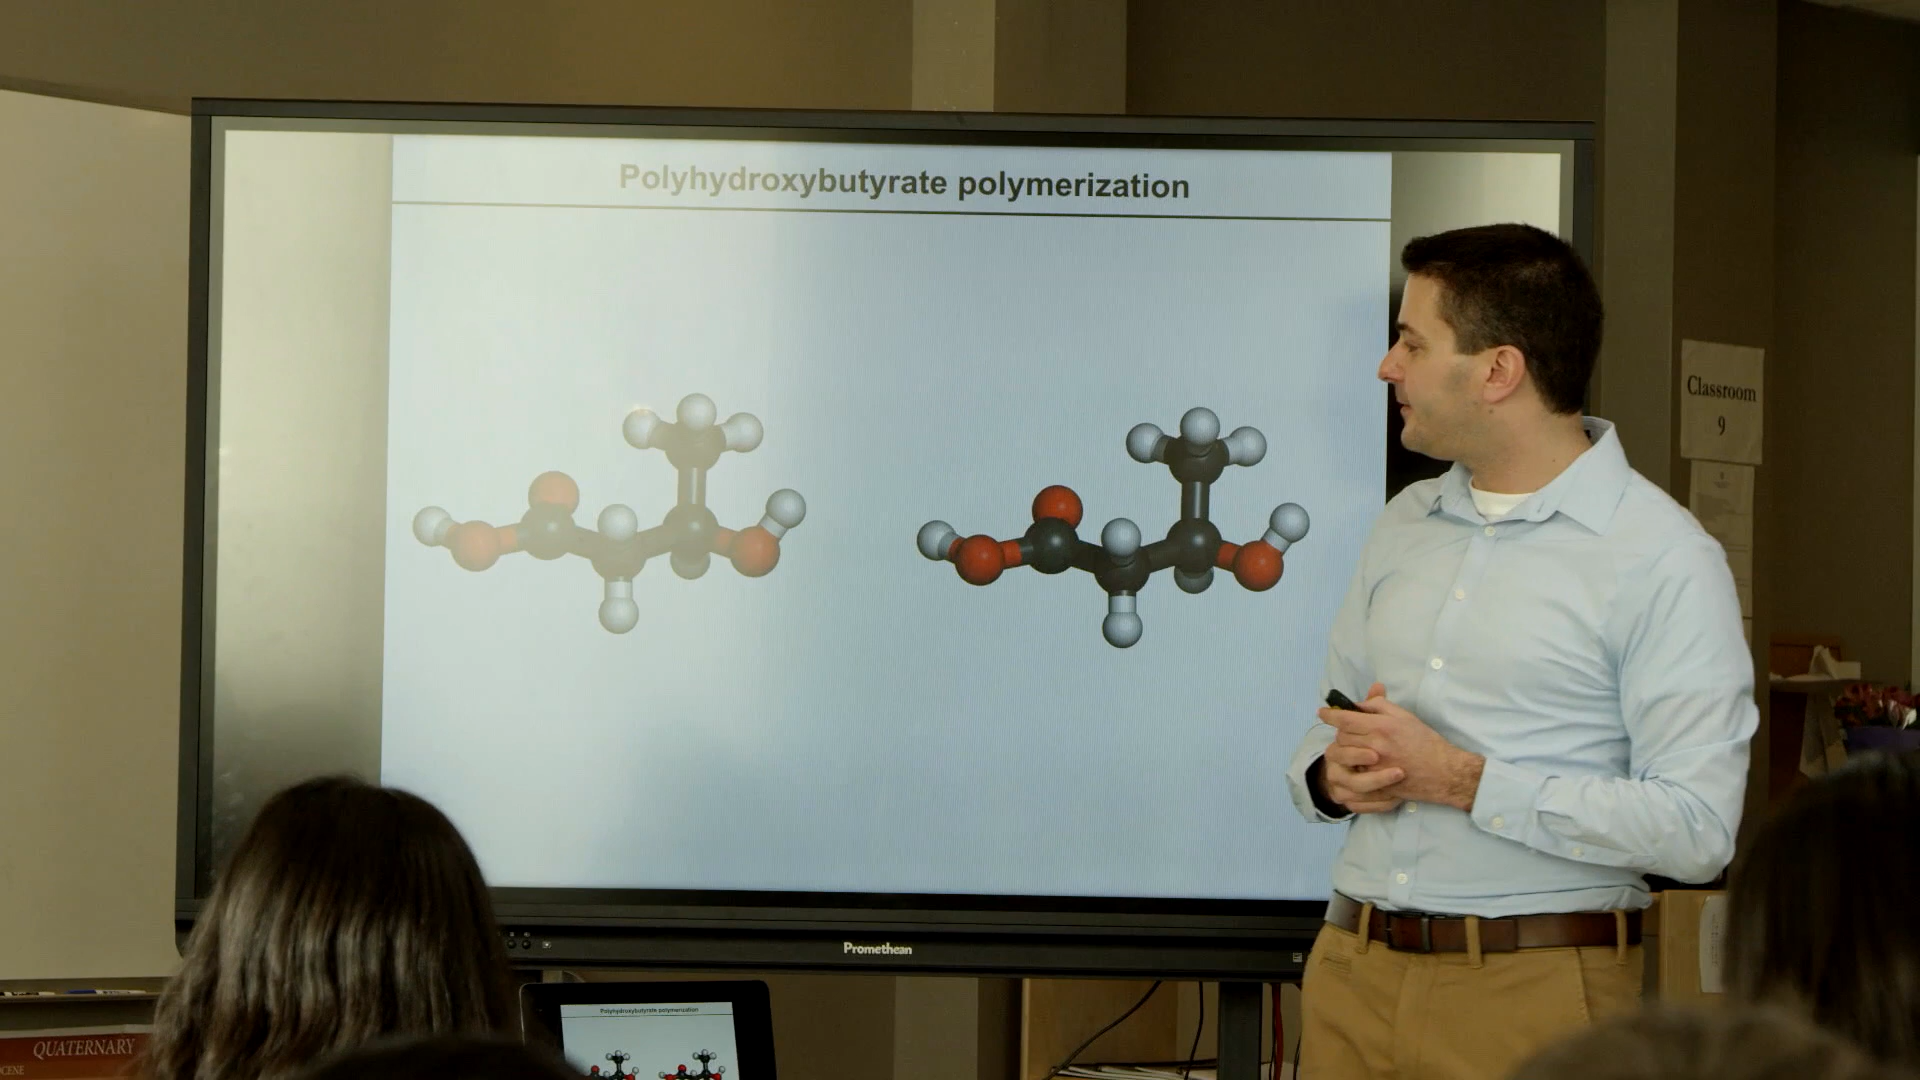 Polyhydroxybutyrate polymerization
Classroom
9
Promethean
Polyhydroxybutyrate polymerization
QUATERNARY